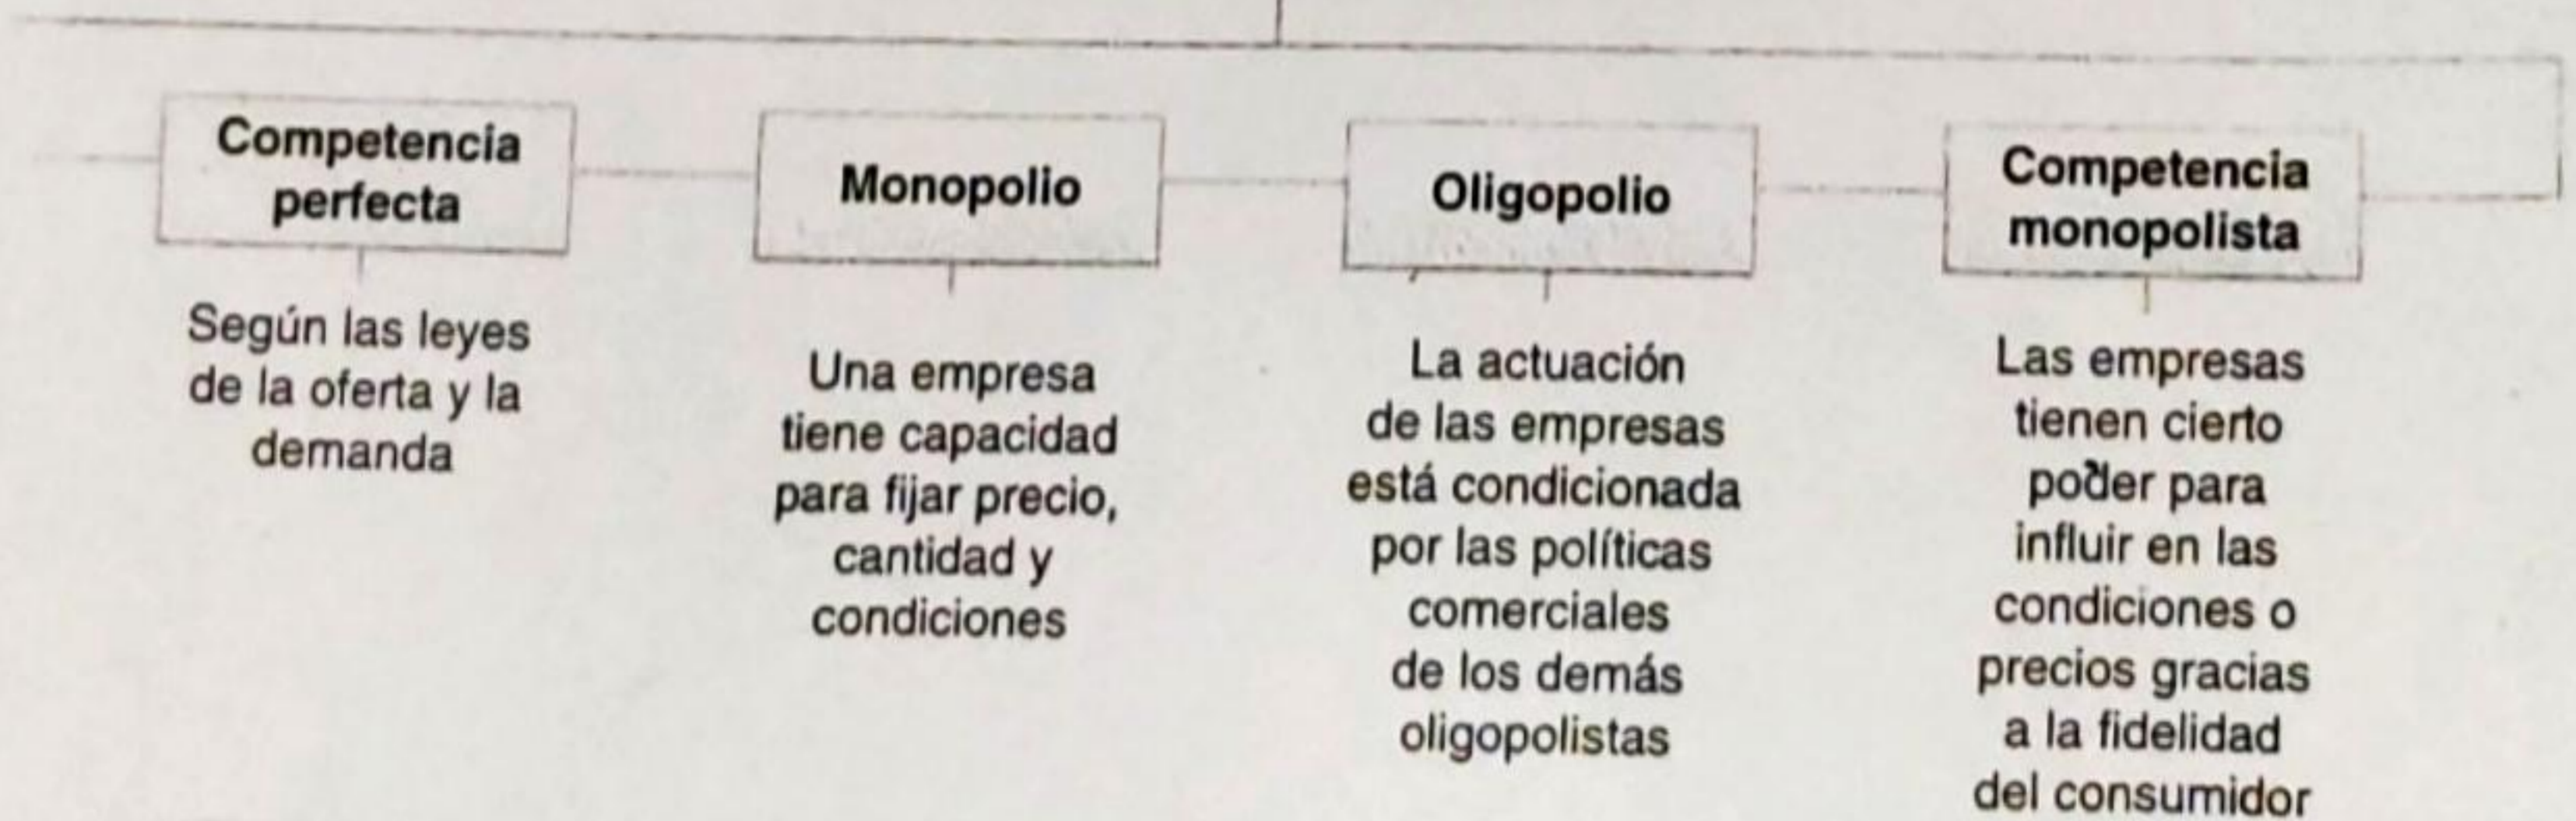 Competencia
perfecta
Según las leyes
de la oferta y la
demanda
Monopolio
Una empresa
tiene capacidad
para fijar precio,
cantidad y
condiciones
Oligopolio
La actuación
de las empresas
está condicionada
por las políticas
comerciales
de los demás
oligopolistas
Competencia
monopolista
Las empresas
tienen cierto
poder para
influir en las
condiciones o
precios gracias
a la fidelidad
del consumidor